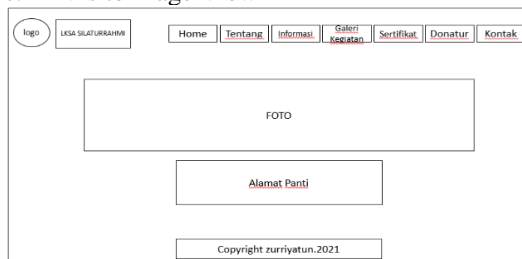 logo
LKSA SILATURRAHMI
Home
Tentang
Informasi
Galeri
Kegiatan
Sertifikat
Donatur
Kontak
FOTO
Alamat Panti
Copyright zurriyatun.2021